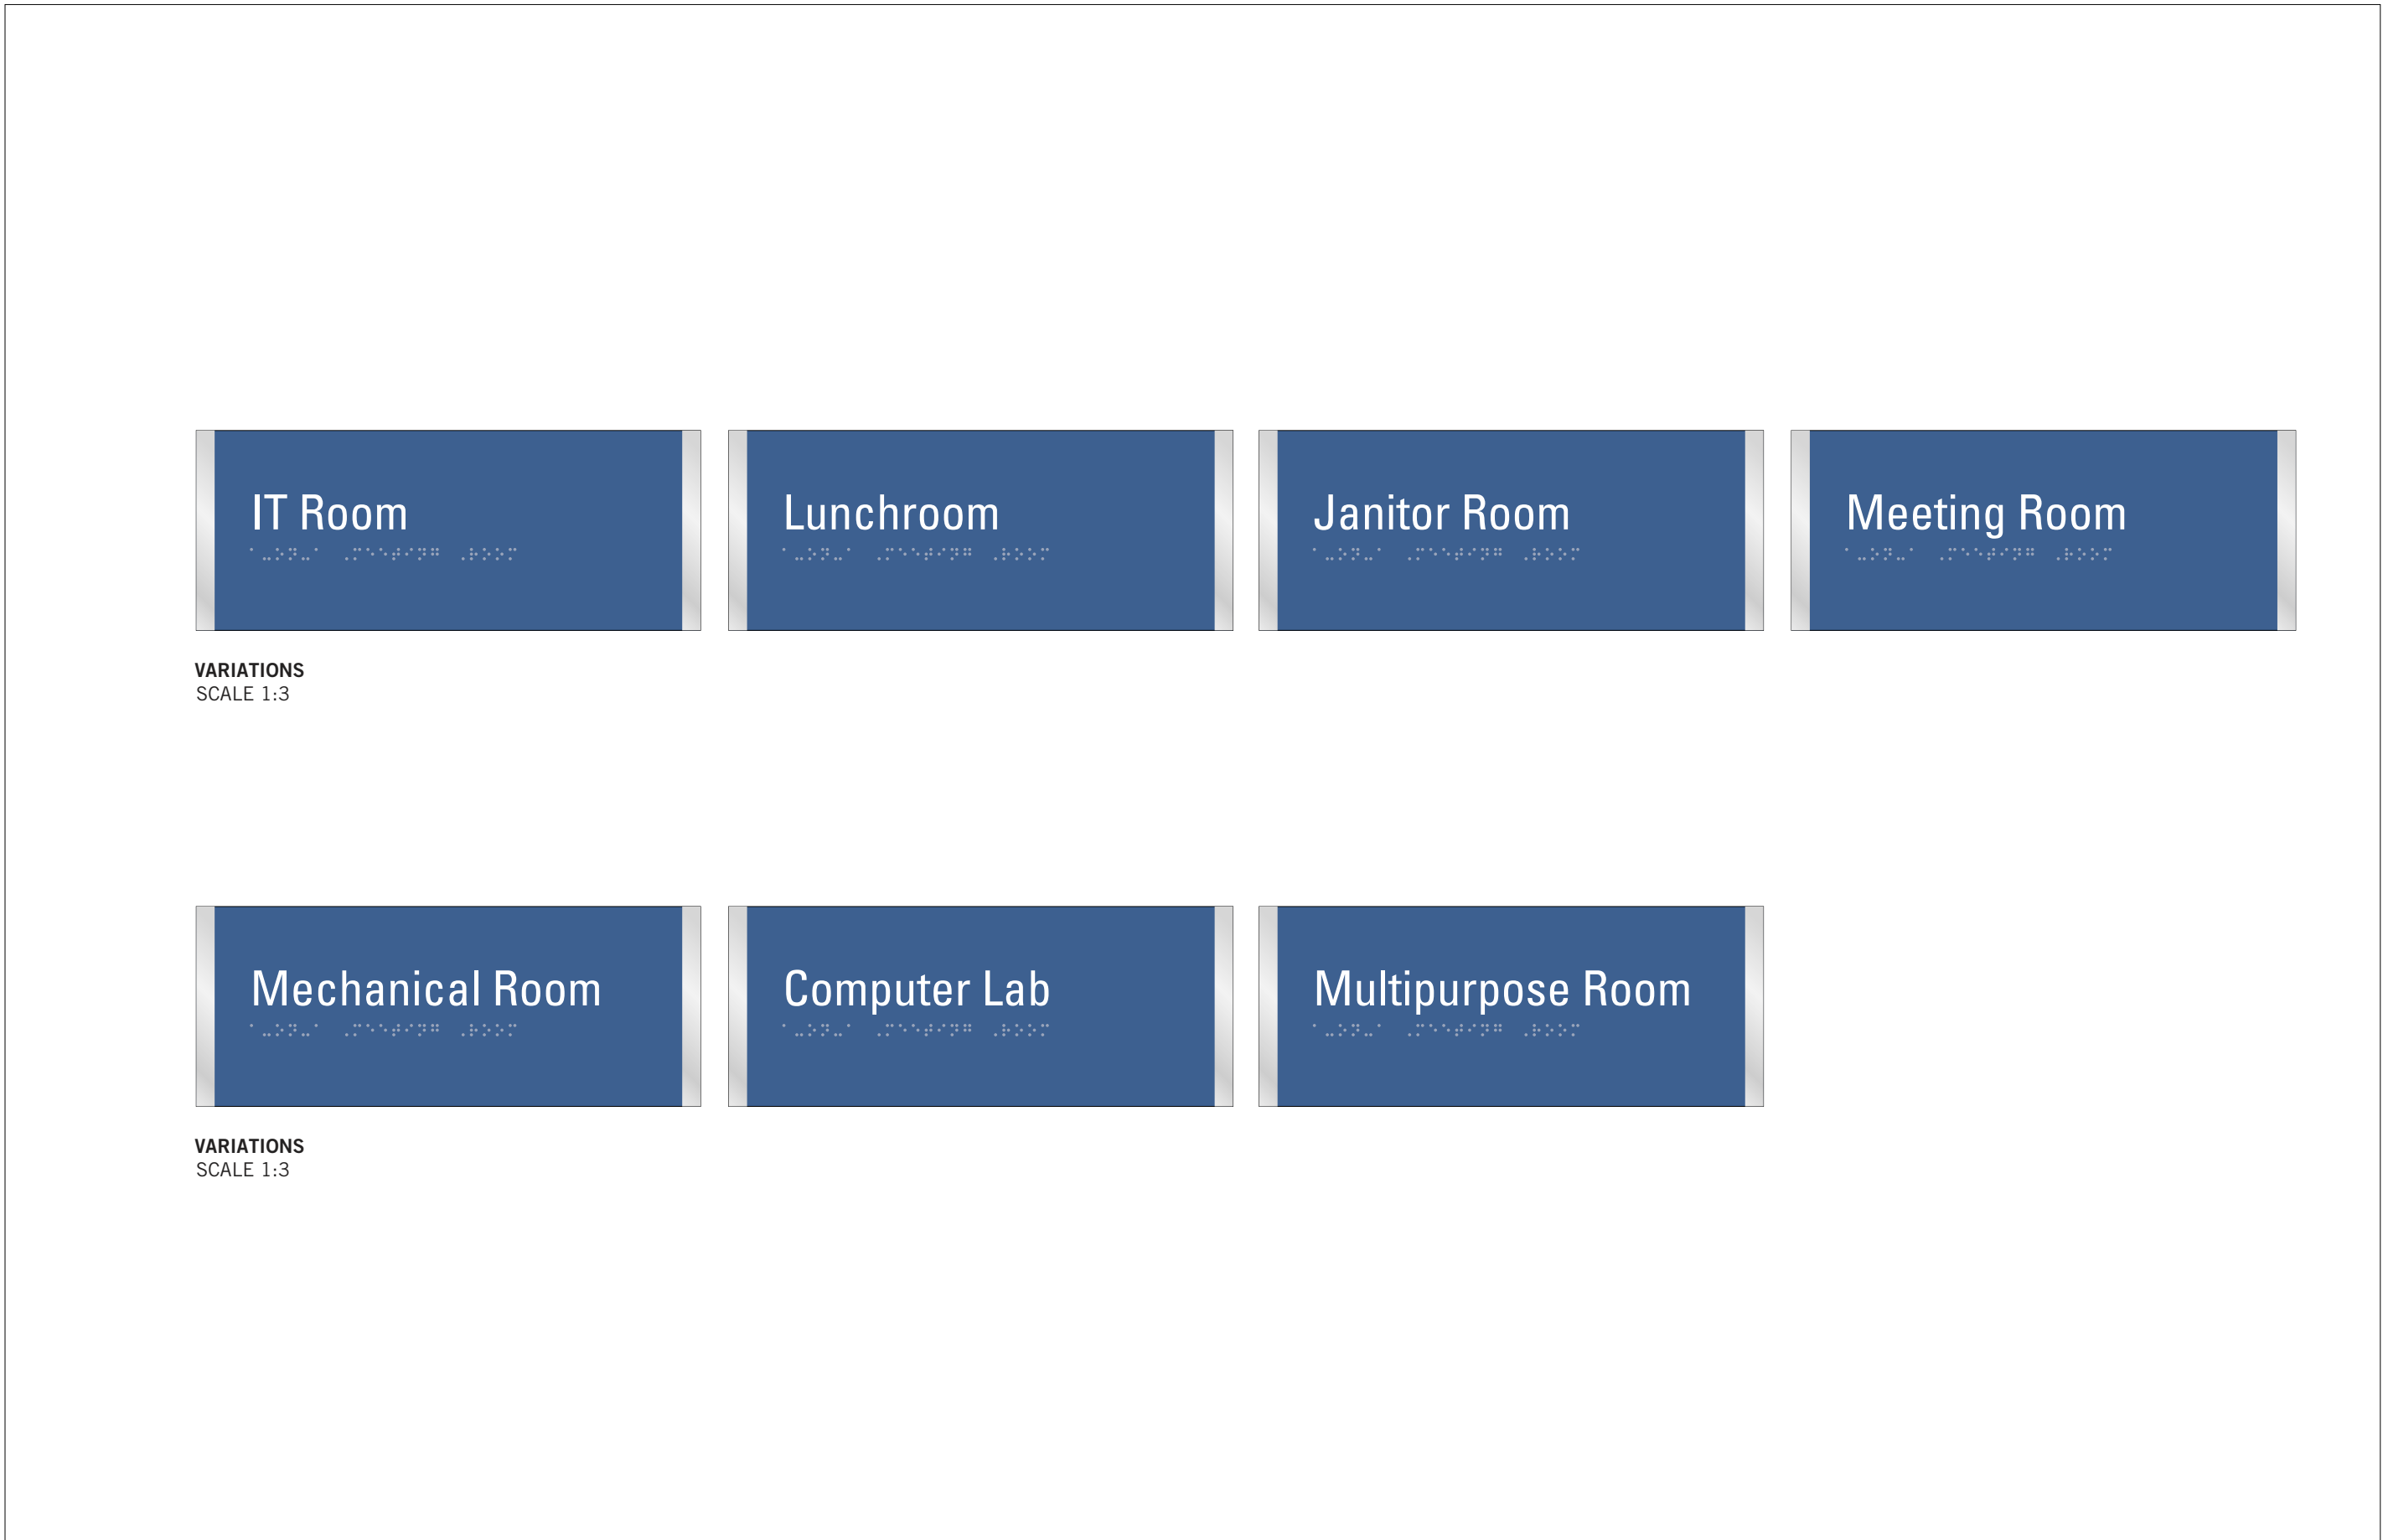 IT Room
⠁⠤⠕⠝⠤⠁ ⠠⠍⠑⠑⠞⠊⠝⠛ ⠠⠗⠕⠕⠍
Lunchroom
⠁⠤⠕⠝⠤⠁ ⠠⠍⠑⠑⠞⠊⠝⠛ ⠠⠗⠕⠕⠍
Janitor Room
⠁⠤⠕⠝⠤⠁ ⠠⠍⠑⠑⠞⠊⠝⠛ ⠠⠗⠕⠕⠍
Meeting Room
⠁⠤⠕⠝⠤⠁ ⠠⠍⠑⠑⠞⠊⠝⠛ ⠠⠗⠕⠕⠍
VARIATIONS
SCALE 1:3
Mechanical Room
⠁⠤⠕⠝⠤⠁ ⠠⠍⠑⠑⠞⠊⠝⠛ ⠠⠗⠕⠕⠍
Computer Lab
⠁⠤⠕⠝⠤⠁ ⠠⠍⠑⠑⠞⠊⠝⠛ ⠠⠗⠕⠕⠍
Multipurpose Room
⠁⠤⠕⠝⠤⠁ ⠠⠍⠑⠑⠞⠊⠝⠛ ⠠⠗⠕⠕⠍
VARIATIONS
SCALE 1:3